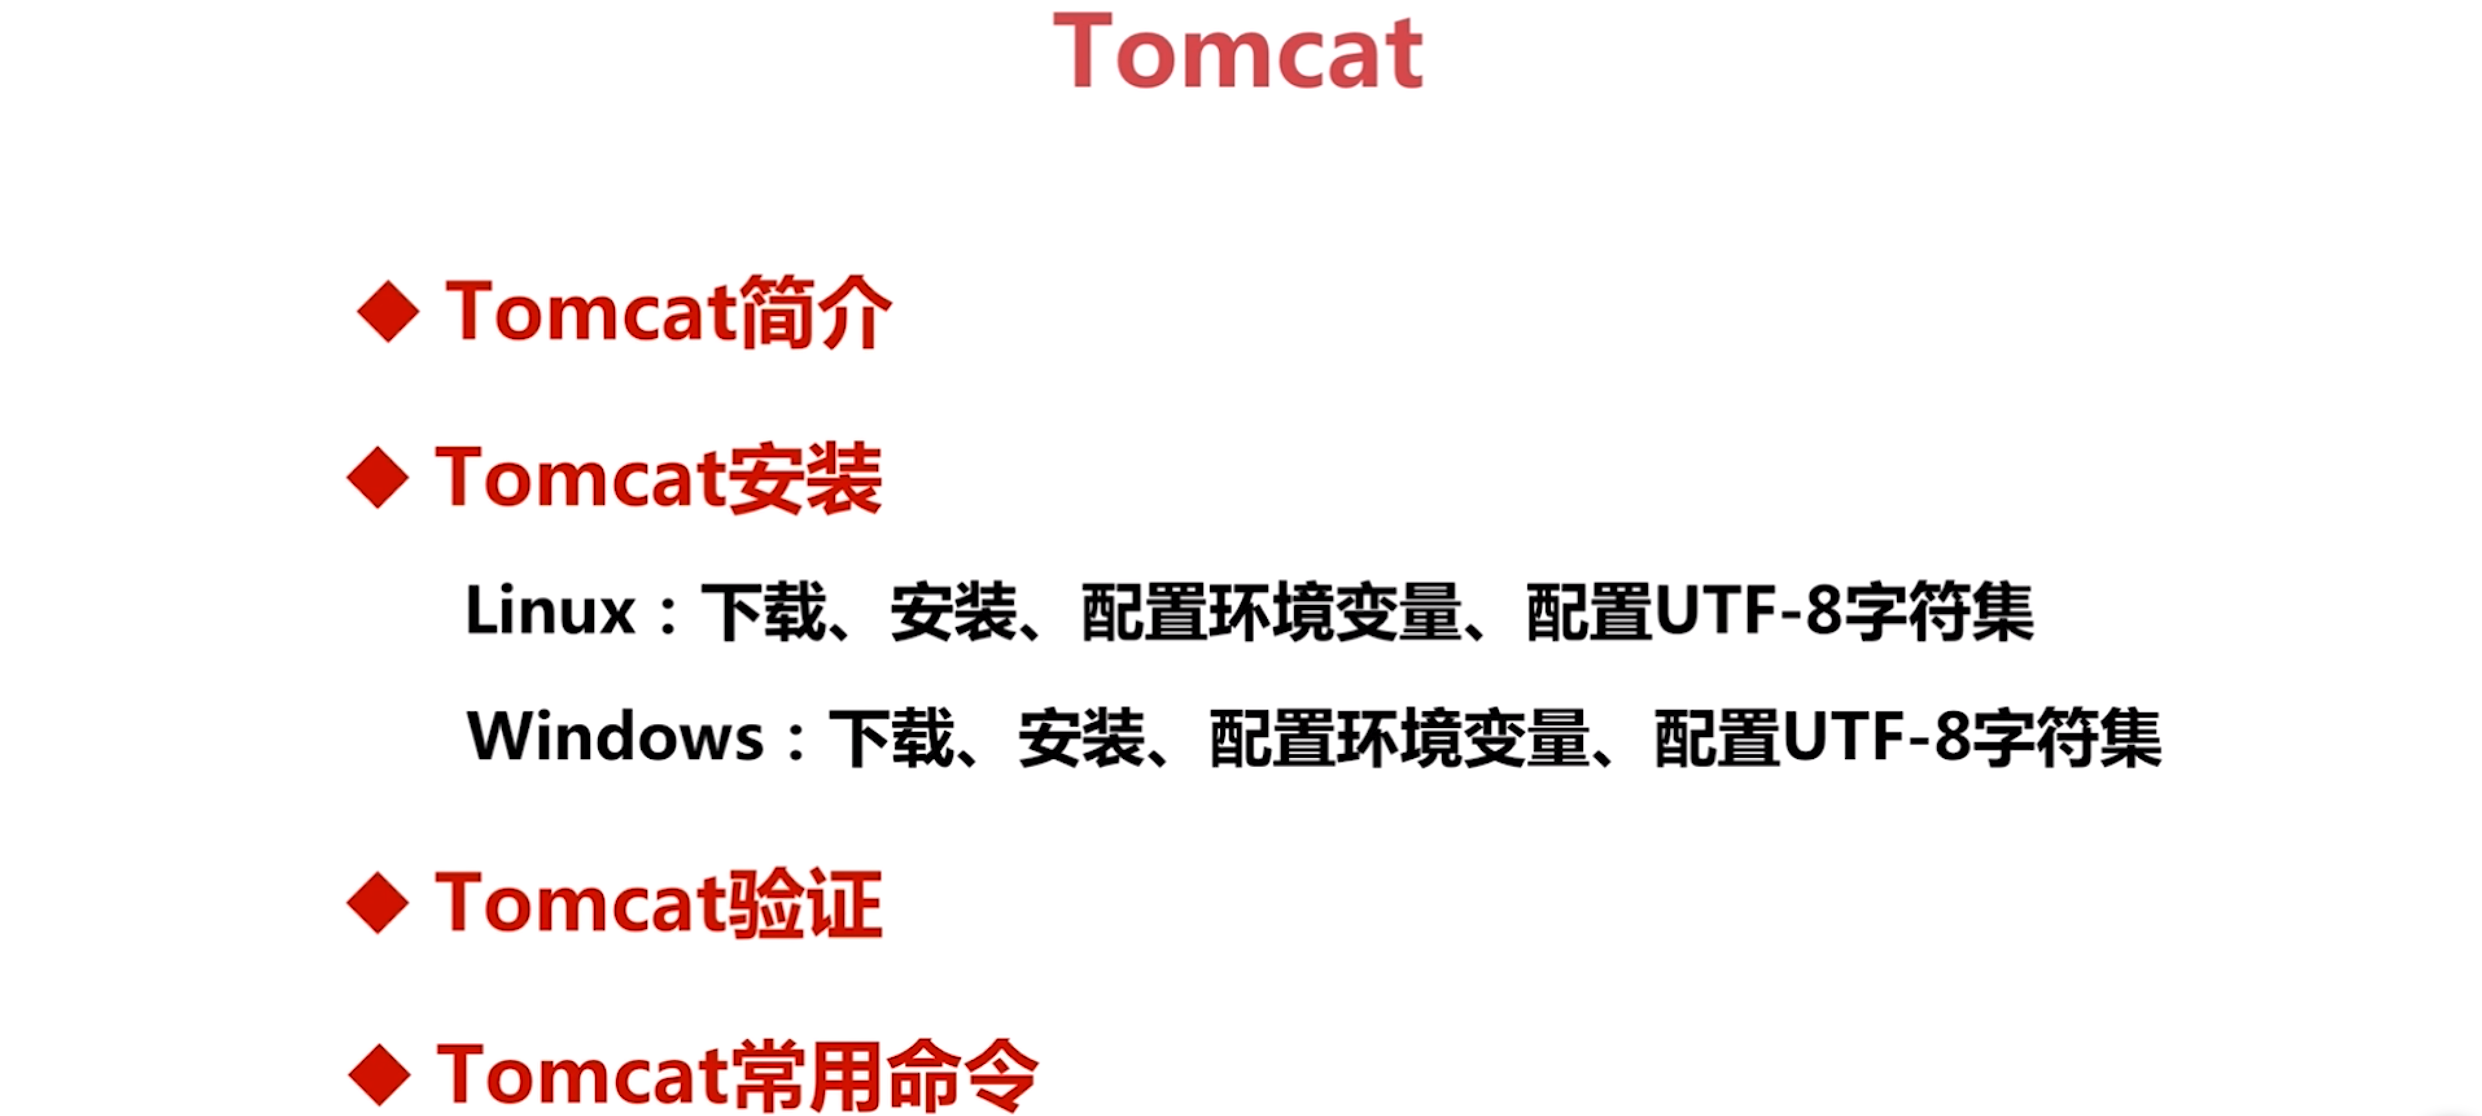 Tomcat
◆ Tomcat简介
◆ Tomcat安装
Linux：下载、安装、配置环境变量、配置UTF-8字符集
Windows：下载、安装、配置环境变量、配置UTF-8字符集
◆ Tomcat验证
◆ Tomcat常用命令